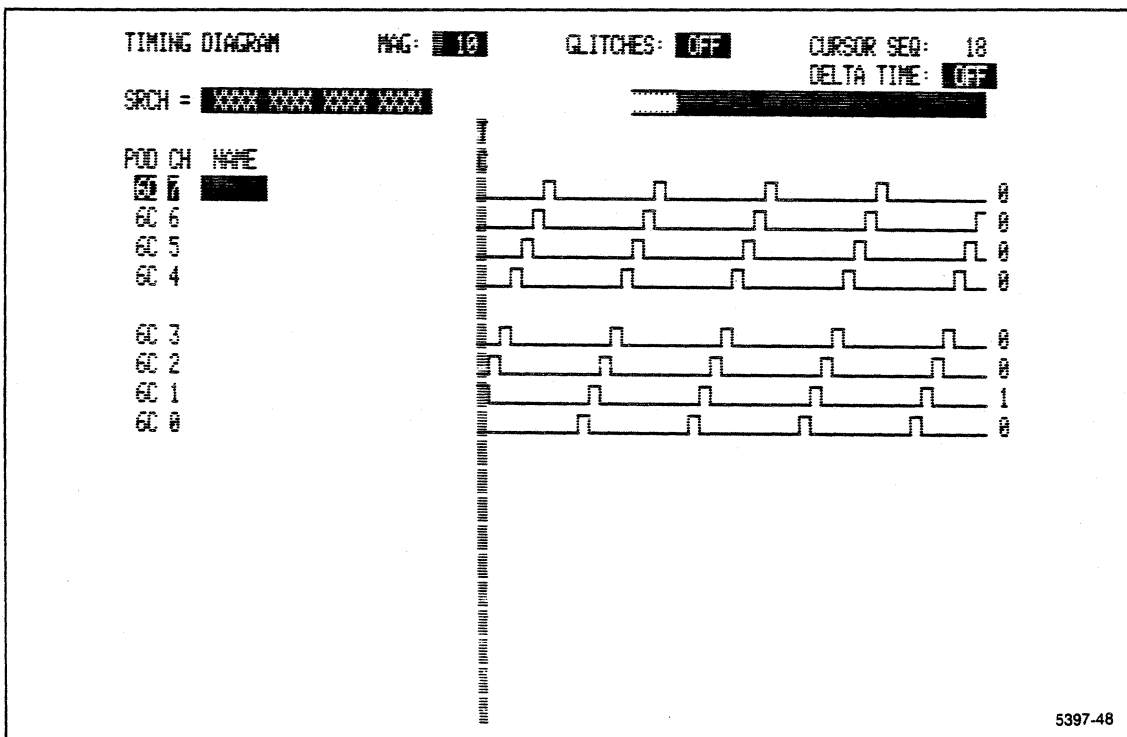 TIMING DIAGRAM MAG: 10 GLITCHES: OFF CURSOR SEQ: 18
DELTA TIME: OFF
SRCH = XXXX XXXX XXXX XXXX
T
POD CH NAME
6C 7 0
6C 6 0
6C 5 0
6C 4 0
6C 3 0
6C 2 0
6C 1 1
6C 0 0
5397-48